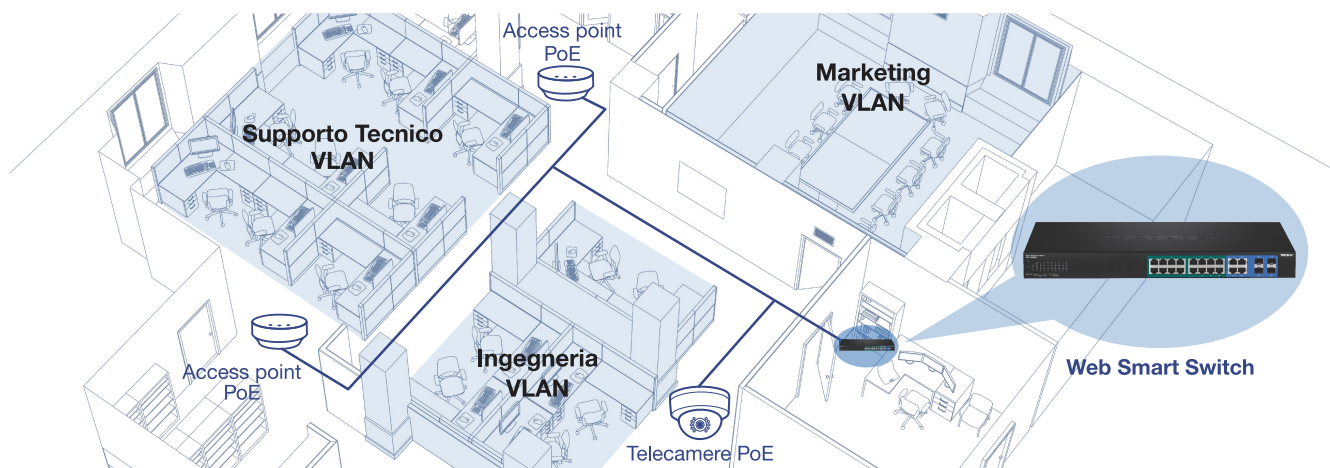 Access point
PoE
Marketing
VLAN
Supporto Tecnico
VLAN
Access point
PoE
Ingegneria
VLAN
Web Smart Switch
Telecamere PoE